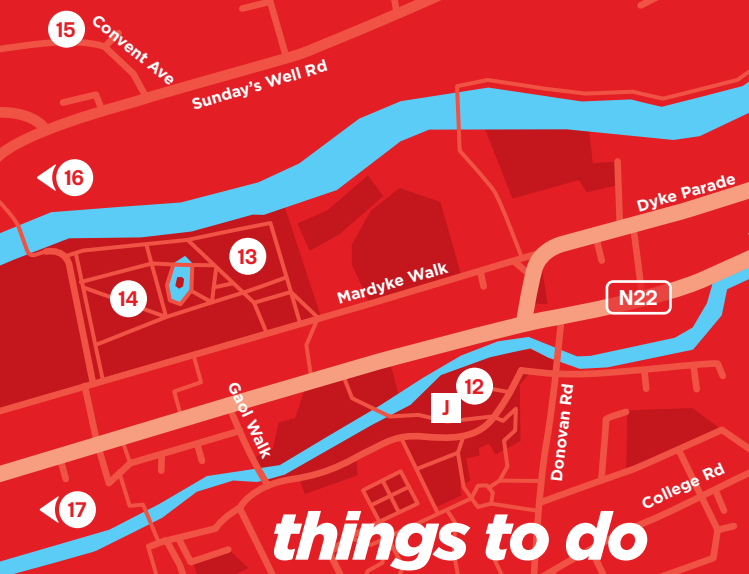 15
Convent Ave
Sunday's Well Rd
16
Dyke Parade
13
14
Mardyke Walk
N22
12
J
Gaol Walk
Donovan Rd
College Rd
17
things to do